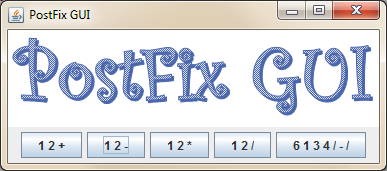 PostFix GUI
PostFix GUI
1 2 + 1 2 - 1 2 * 1 2 / 6 1 3 4 / - /